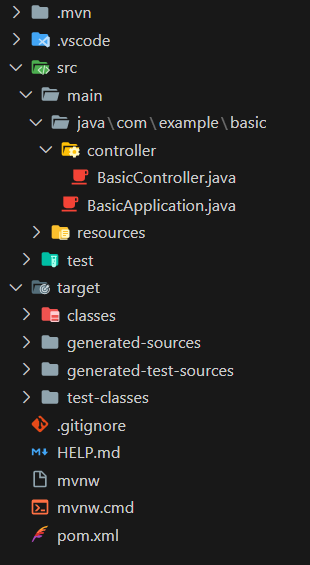 .mvn
.vscode
src
main
java\com\example\basic
controller
BasicController.java
BasicApplication.java
resources
test
target
classes
generated-sources
generated-test-sources
test-classes
.gitignore
HELP.md
mvnw
mvnw.cmd
pom.xml